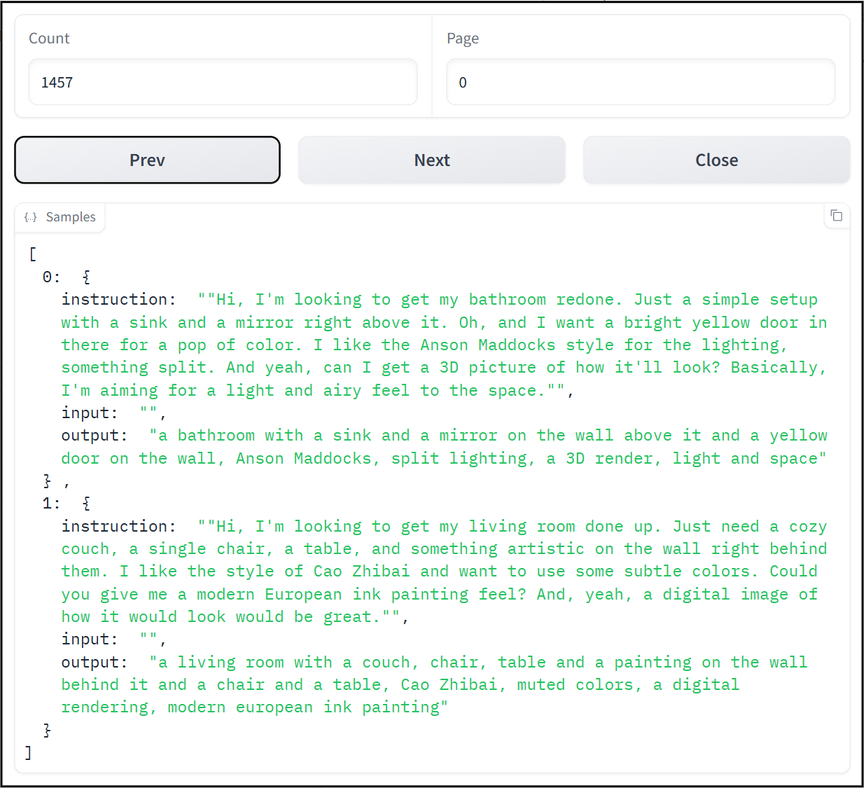 Count
Page
1457
0
Prev
Next
Close
{..} Samples
[
0: {
instruction: ""Hi, I'm looking to get my bathroom redone. Just a simple setup
with a sink and a mirror right above it. Oh, and I want a bright yellow door in
there for a pop of color. I like the Anson Maddocks style for the lighting,
something split. And yeah, can I get a 3D picture of how it'll look? Basically,
I'm aiming for a light and airy feel to the space."",
input: "",
output: "a bathroom with a sink and a mirror on the wall above it and a yellow
door on the wall, Anson Maddocks, split lighting, a 3D render, light and space"
} ,
1: {
instruction: ""Hi, I'm looking to get my living room done up. Just need a cozy
couch, a single chair, a table, and something artistic on the wall right behind
them. I like the style of Cao Zhibai and want to use some subtle colors. Could
you give me a modern European ink painting feel? And, yeah, a digital image of
how it would look would be great."",
input: "",
output: "a living room with a couch, chair, table and a painting on the wall
behind it and a chair and a table, Cao Zhibai, muted colors, a digital
rendering, modern european ink painting"
}
]